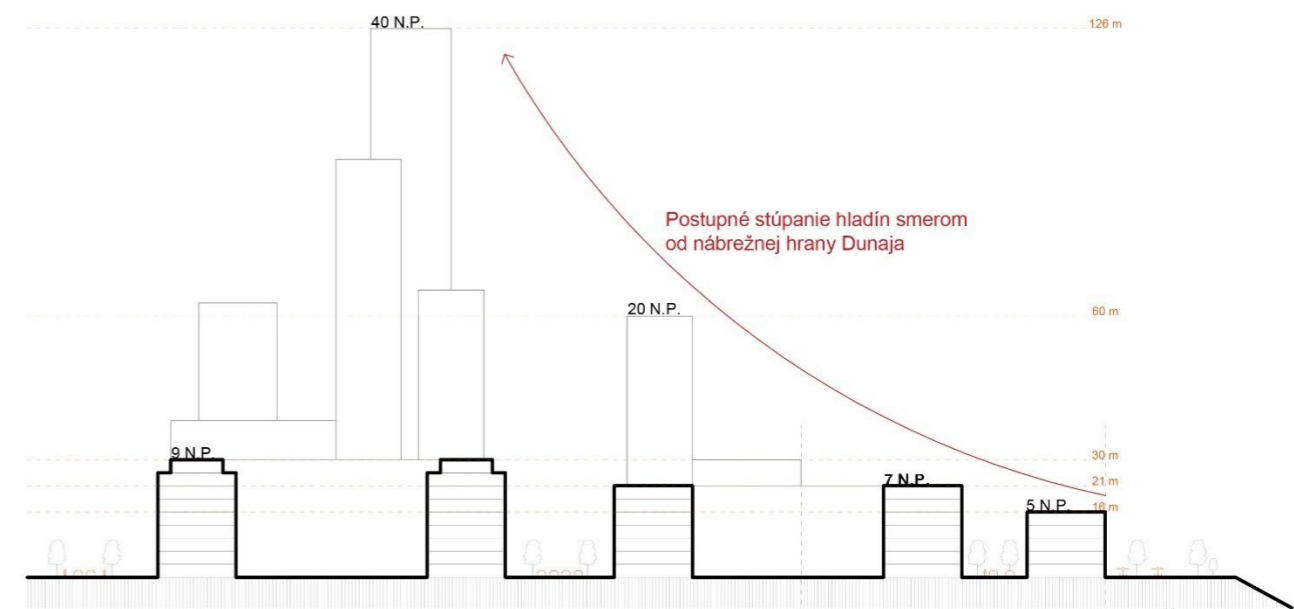 40 N.P.
126 m
Postupné stúpanie hladín smerom
od nábrežnej hrany Dunaja
20 N.P.
60 m
9 N.P.
30 m
7 N.P.
21 m
5 N.P.
16 m